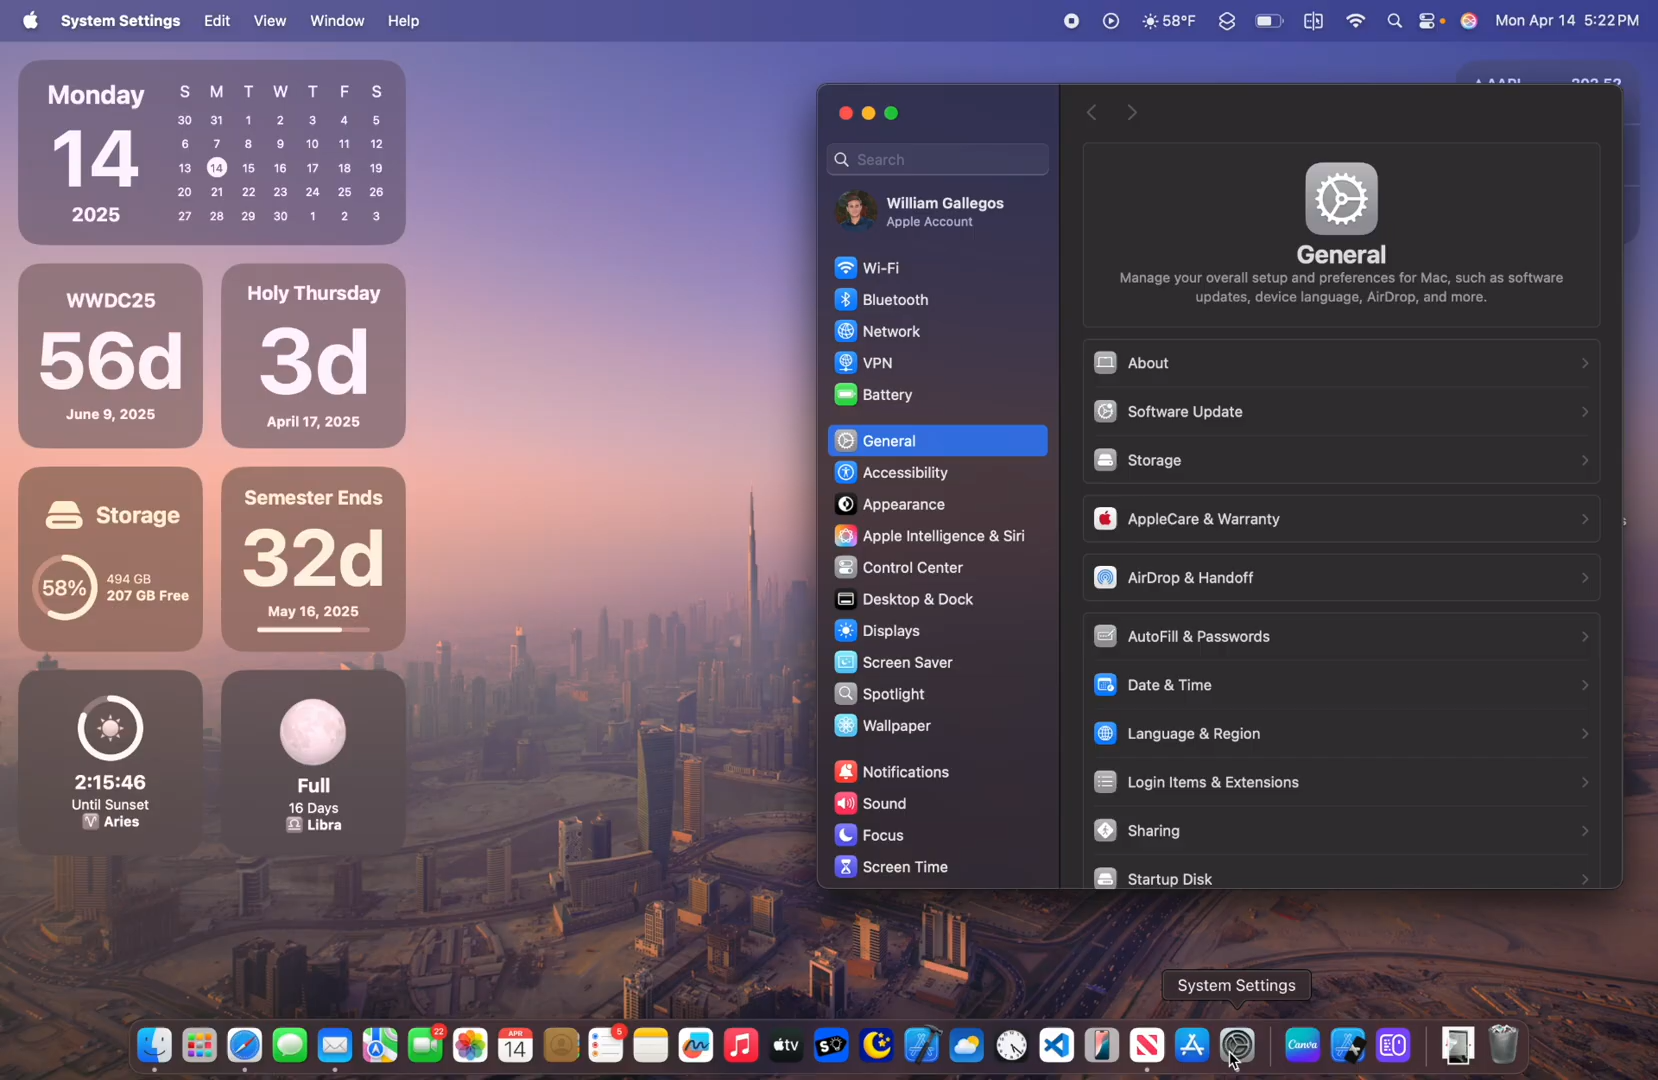 System Settings Edit View Window Help 58°F Mon Apr 14 5:22 PM
Monday
14
2025
S M T W T F S
30 31 1 2 3 4 5
6 7 8 9 10 11 12
13 14 15 16 17 18 19
20 21 22 23 24 25 26
27 28 29 30 1 2 3
WWDC25
56d
June 9, 2025
Holy Thursday
3d
April 17, 2025
Storage
58%
494 GB
207 GB Free
Semester Ends
32d
May 16, 2025
2:15:46
Until Sunset
Aries
Full
16 Days
Libra
Search
William Gallegos
Apple Account
Wi-Fi
Bluetooth
Network
VPN
Battery
General
Accessibility
Appearance
Apple Intelligence & Siri
Control Center
Desktop & Dock
Displays
Screen Saver
Spotlight
Wallpaper
Notifications
Sound
Focus
Screen Time
General
Manage your overall setup and preferences for Mac, such as software
updates, device language, AirDrop, and more.
About
Software Update
Storage
AppleCare & Warranty
AirDrop & Handoff
AutoFill & Passwords
Date & Time
Language & Region
Login Items & Extensions
Sharing
Startup Disk
System Settings
22
APR
14
5
tv
Canva